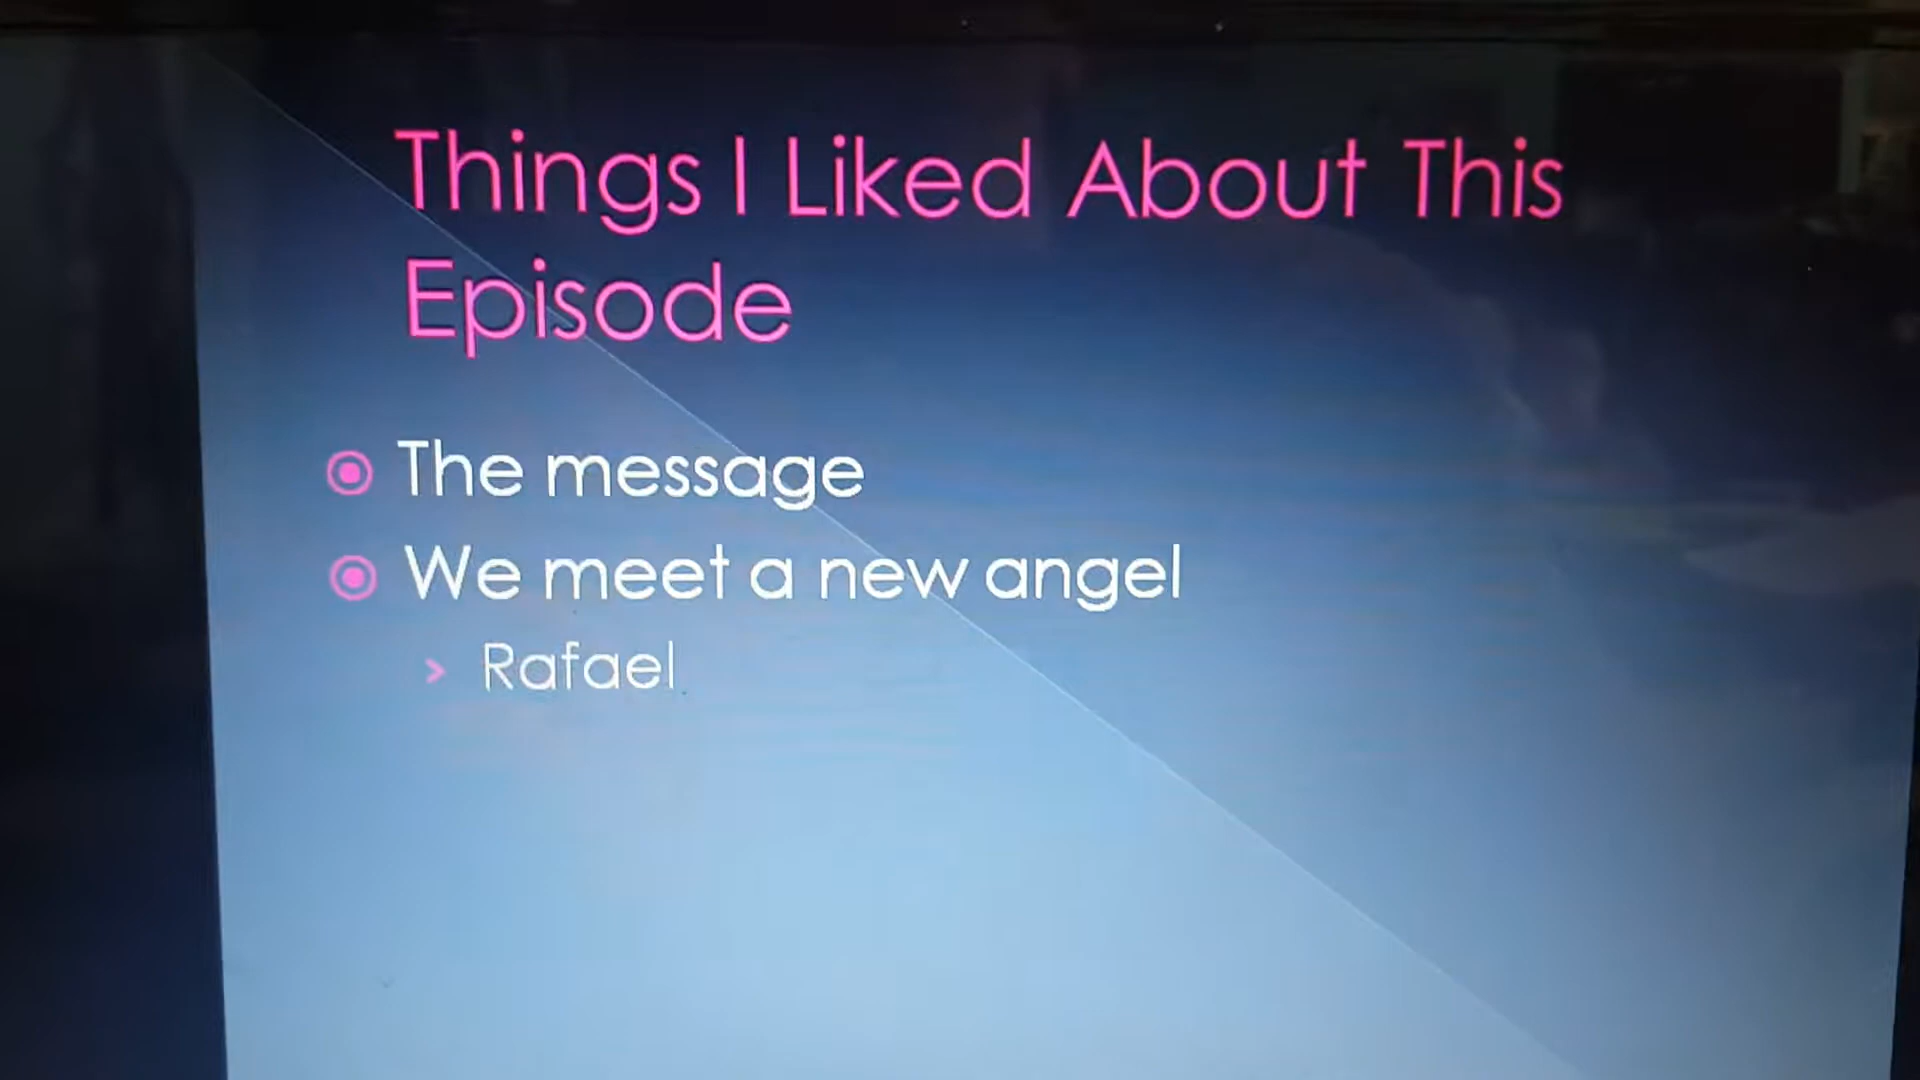 Things I Liked About This
Episode
The message
We meet a new angel
Rafael